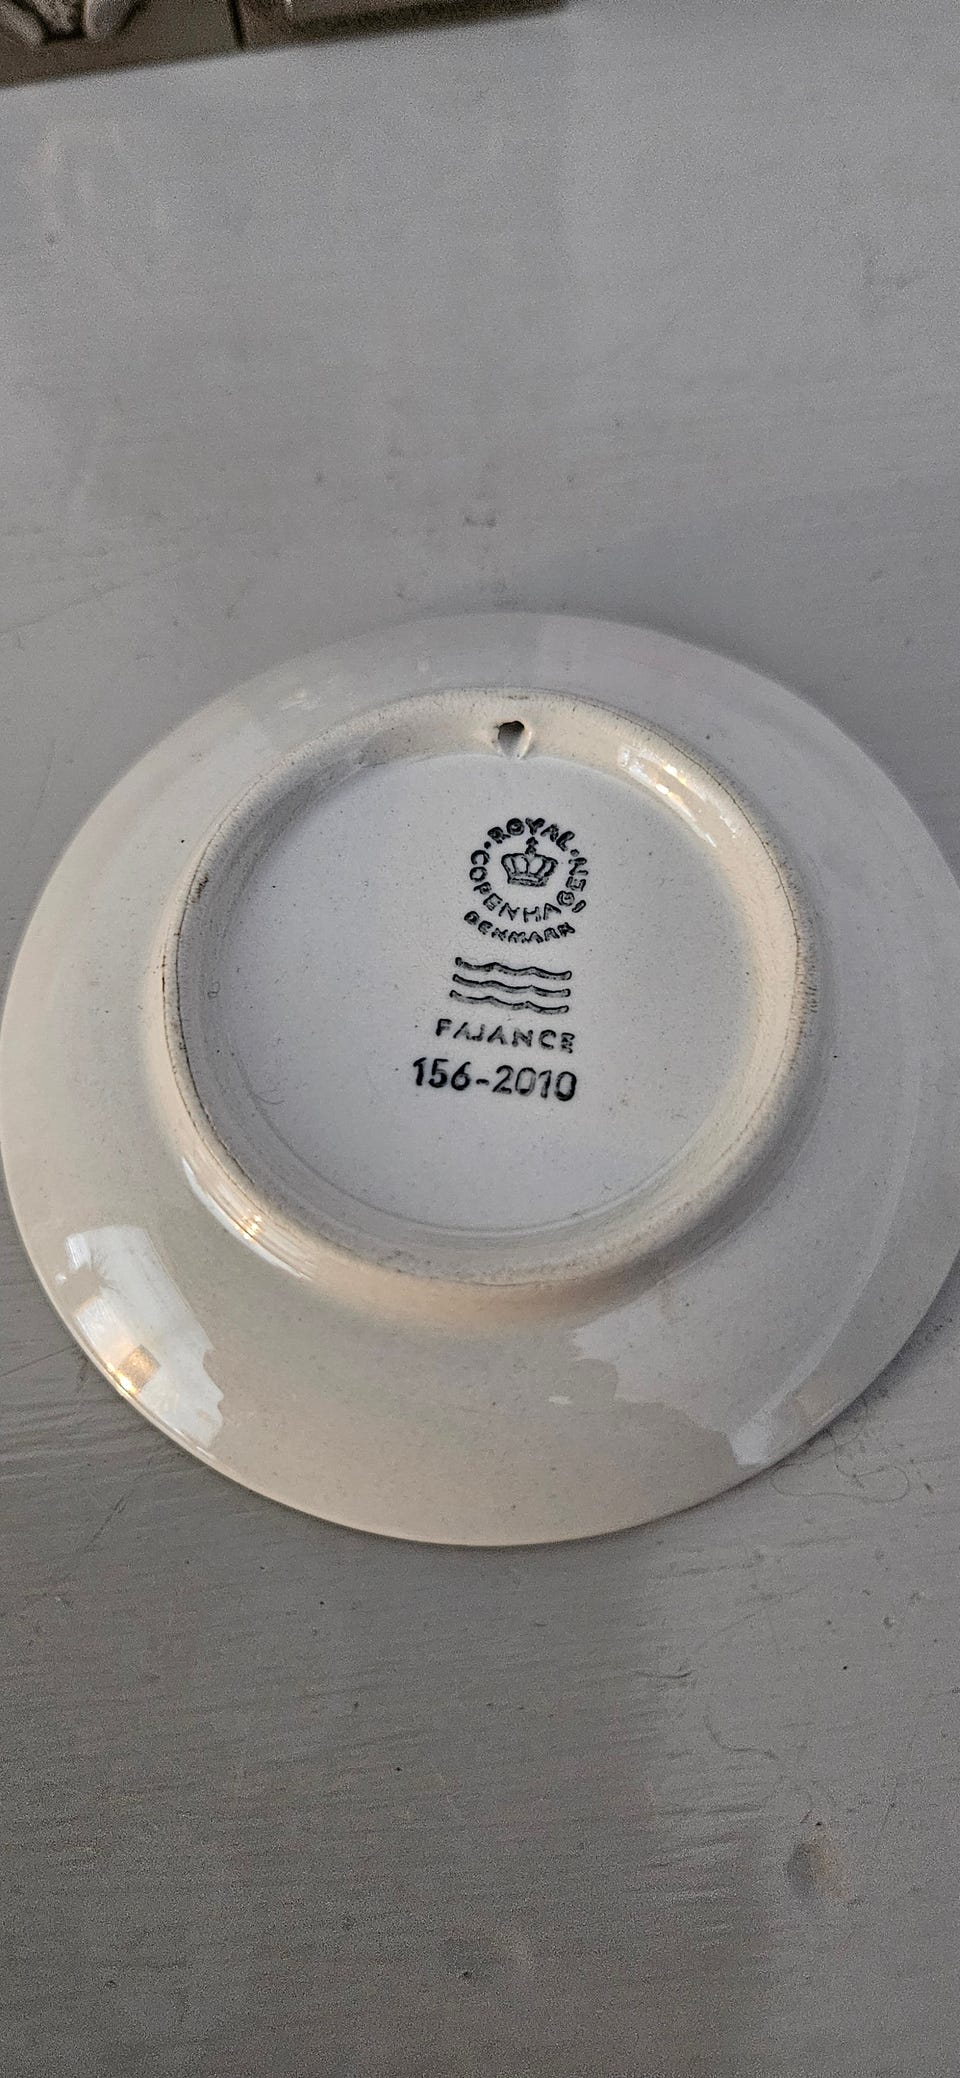 ROYAL · COPENHAGEN ·
DENMARK
FAJANCE
156-2010